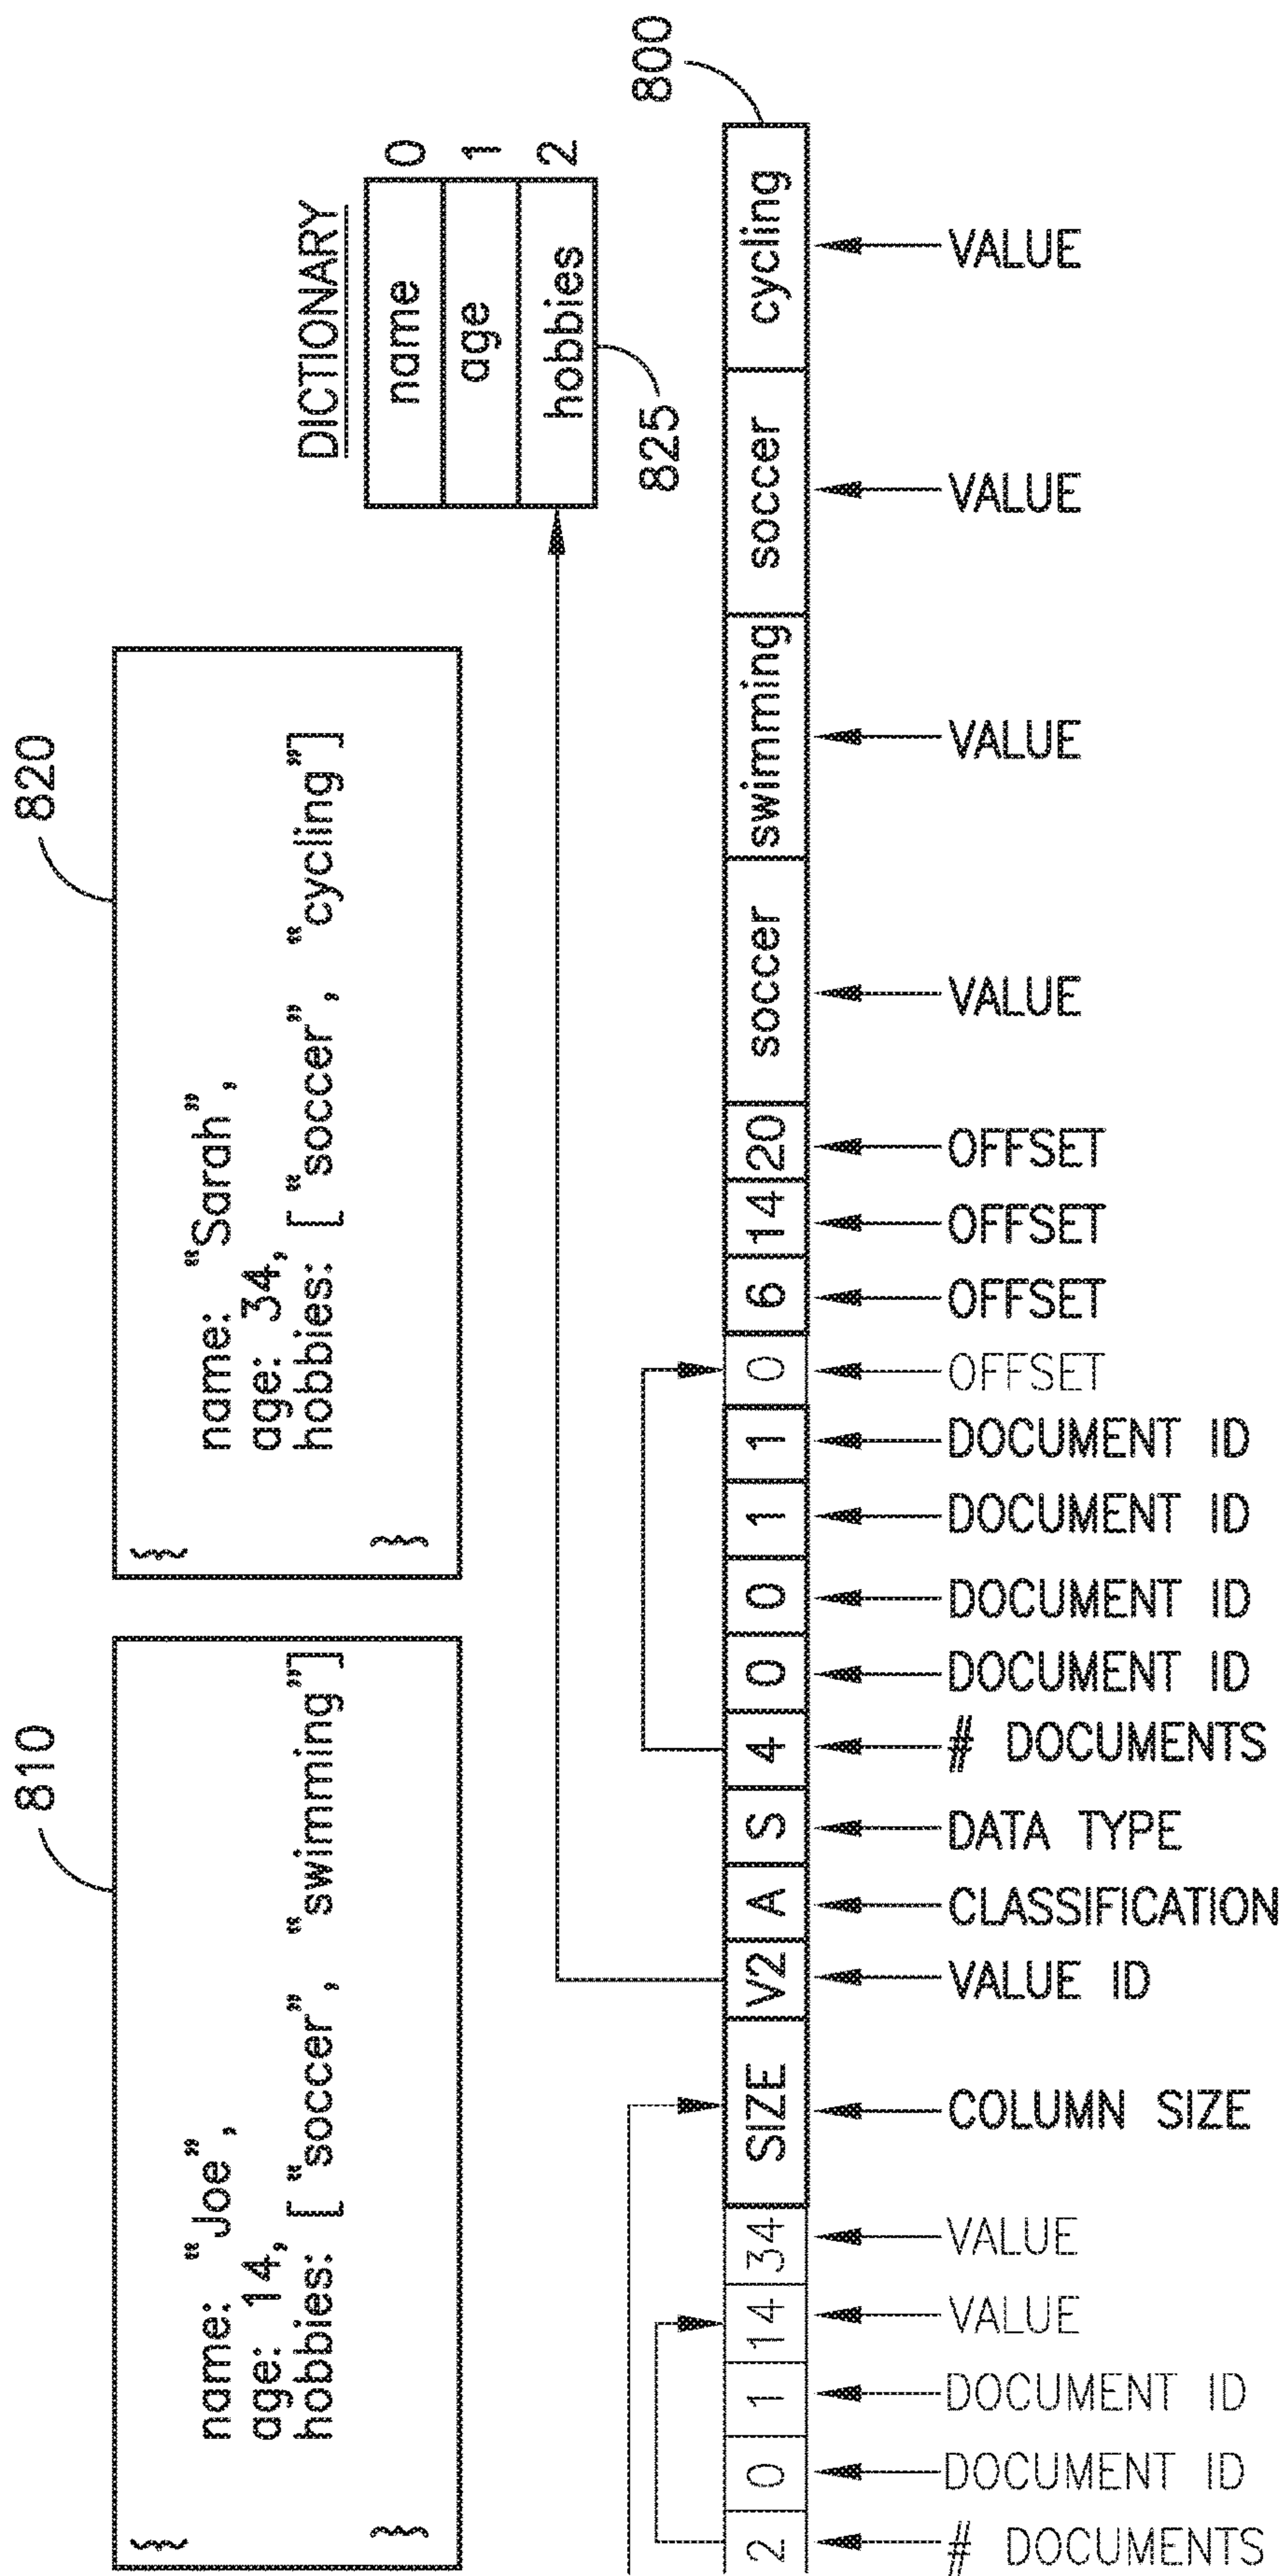 810
{
name: "Joe",
age: 14,
hobbies: ["soccer", "swimming"]
}
820
{
name: "Sarah",
age: 34,
hobbies: ["soccer", "cycling"]
}
DICTIONARY
name 0
age 1
hobbies 2
825
800
2 0 1 14 34 SIZE V2 A S 4 0 0 1 1 0 6 14 20 soccer swimming soccer cycling
# DOCUMENTS
DOCUMENT ID
DOCUMENT ID
VALUE
VALUE
COLUMN SIZE
VALUE ID
CLASSIFICATION
DATA TYPE
# DOCUMENTS
DOCUMENT ID
DOCUMENT ID
DOCUMENT ID
DOCUMENT ID
OFFSET
OFFSET
OFFSET
OFFSET
VALUE
VALUE
VALUE
VALUE